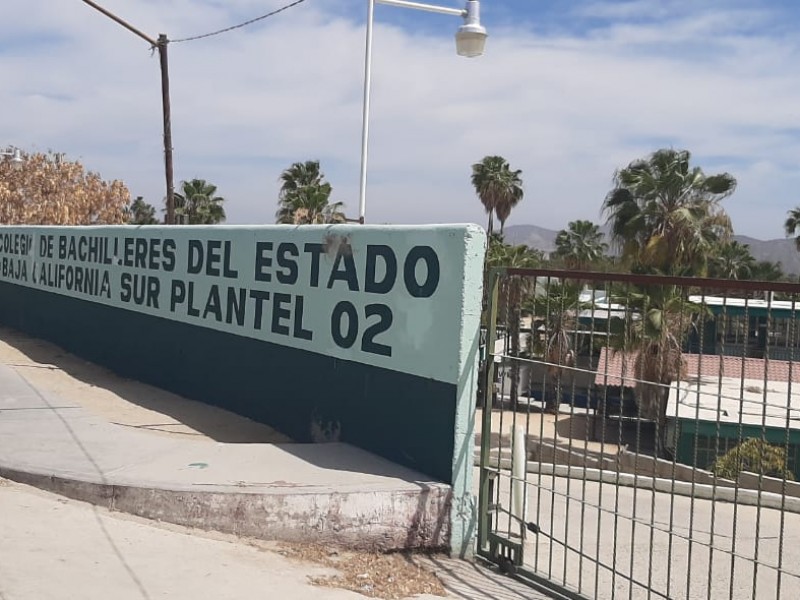 COLEGIO DE BACHILLERES DEL ESTADO
BAJA CALIFORNIA SUR PLANTEL 02